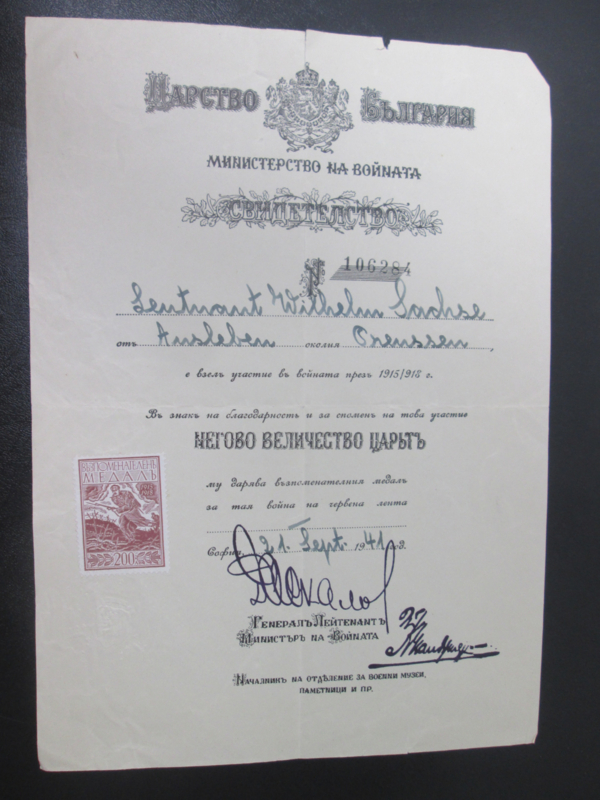 Царство България
Министерство на войната
Свидетелство
№ 106284
Leutnant Wilhelm Sachse
отъ Ausleben околия Preussen,
е взелъ участие въ войната презъ 1915/918 г.
Въ знакъ на благодарность и за споменъ на това участие
НЕГОВО ВЕЛИЧЕСТВО ЦАРЬТЪ
му дарява възпоменателния медалъ
за тая война на червена лента
ВЪЗПОМЕНАТЕЛЕНЪ
МЕДАЛЪ
200
София, 21. Sept. 1941 г.
Генералъ Лейтенантъ
Министъръ на Войната
Началникъ на отдѣление за военни музеи,
паметници и пр.